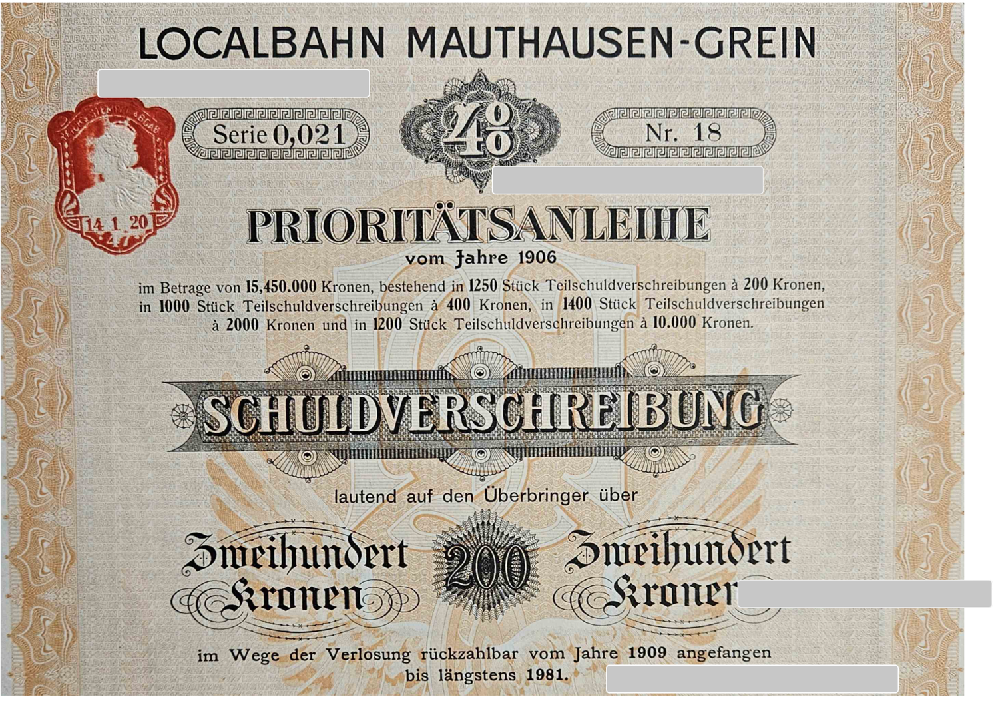 LOCALBAHN MAUTHAUSEN-GREIN
Serie 0,021
4%
Nr. 18
14 1 20
PRIORITÄTSANLEIHE
vom Jahre 1906
im Betrage von 15,450.000 Kronen, bestehend in 1250 Stück Teilschuldverschreibungen à 200 Kronen,
in 1000 Stück Teilschuldverschreibungen à 400 Kronen, in 1400 Stück Teilschuldverschreibungen
à 2000 Kronen und in 1200 Stück Teilschuldverschreibungen à 10.000 Kronen.
SCHULDVERSCHREIBUNG
lautend auf den Überbringer über
Zweihundert 200 Zweihundert
Kronen Kronen
im Wege der Verlosung rückzahlbar vom Jahre 1909 angefangen
bis längstens 1981.